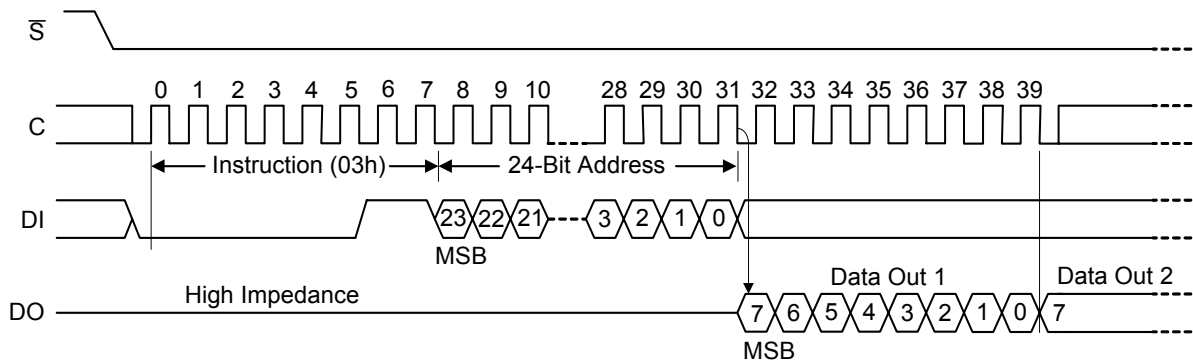 S̅
0 1 2 3 4 5 6 7 8 9 10 28 29 30 31 32 33 34 35 36 37 38 39
C
Instruction (03h) 24-Bit Address
DI 23 22 21 3 2 1 0
MSB
Data Out 1 Data Out 2
High Impedance
DO 7 6 5 4 3 2 1 0 7
MSB